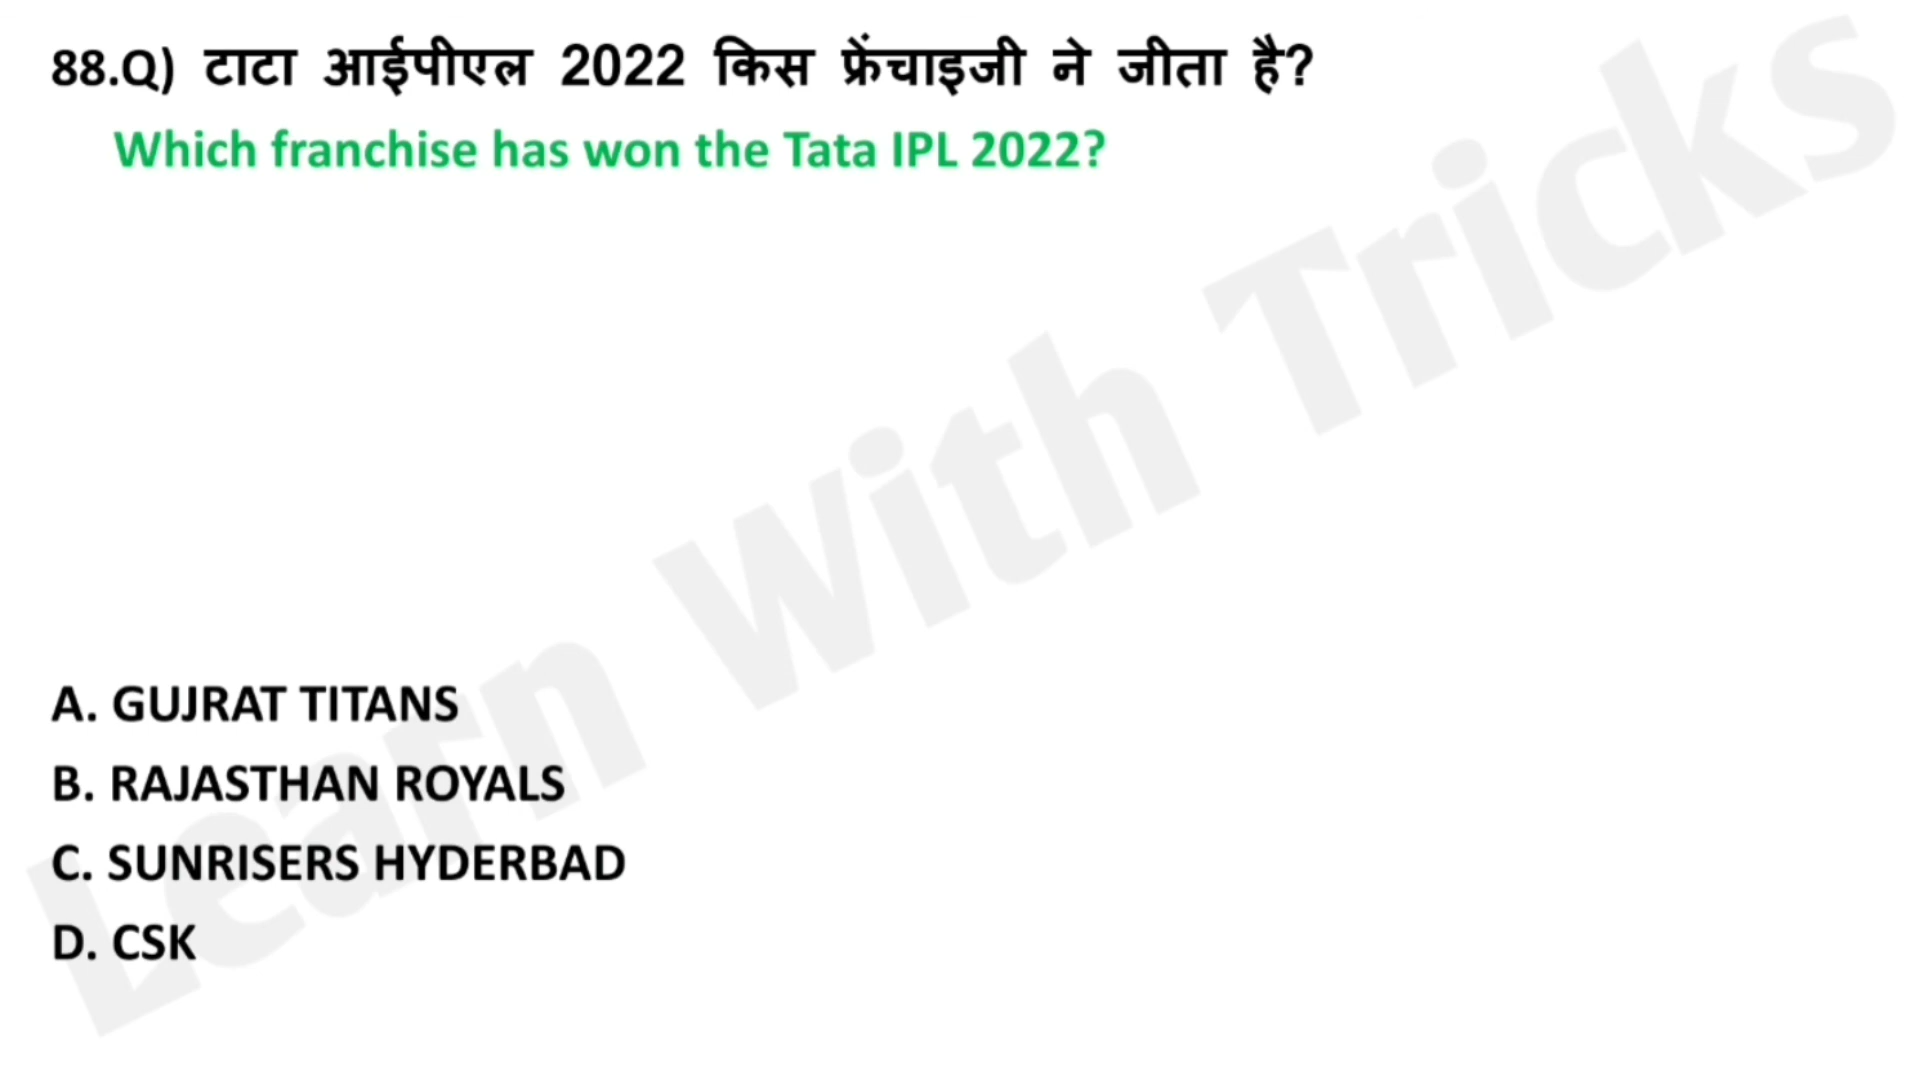 88.Q) टाटा आईपीएल 2022 किस फ्रेंचाइजी ने जीता है?
Which franchise has won the Tata IPL 2022?
A. GUJRAT TITANS
B. RAJASTHAN ROYALS
C. SUNRISERS HYDERBAD
D. CSK
Learn With Tricks